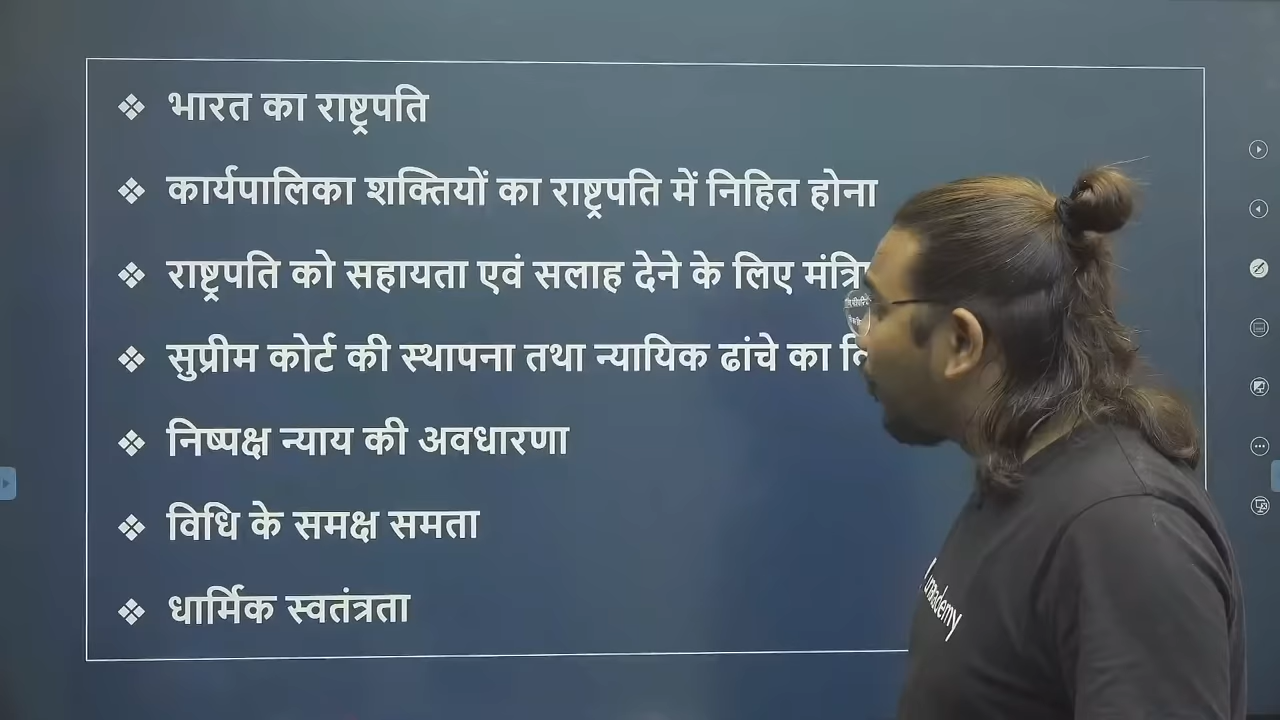 ❖ भारत का राष्ट्रपति
❖ कार्यपालिका शक्तियों का राष्ट्रपति में निहित होना
❖ राष्ट्रपति को सहायता एवं सलाह देने के लिए
❖ सुप्रीम कोर्ट की स्थापना तथा न्यायिक ढांचे का
❖ निष्पक्ष न्याय की अवधारणा
❖ विधि के समक्ष समता
❖ धार्मिक स्वतंत्रता
unacademy